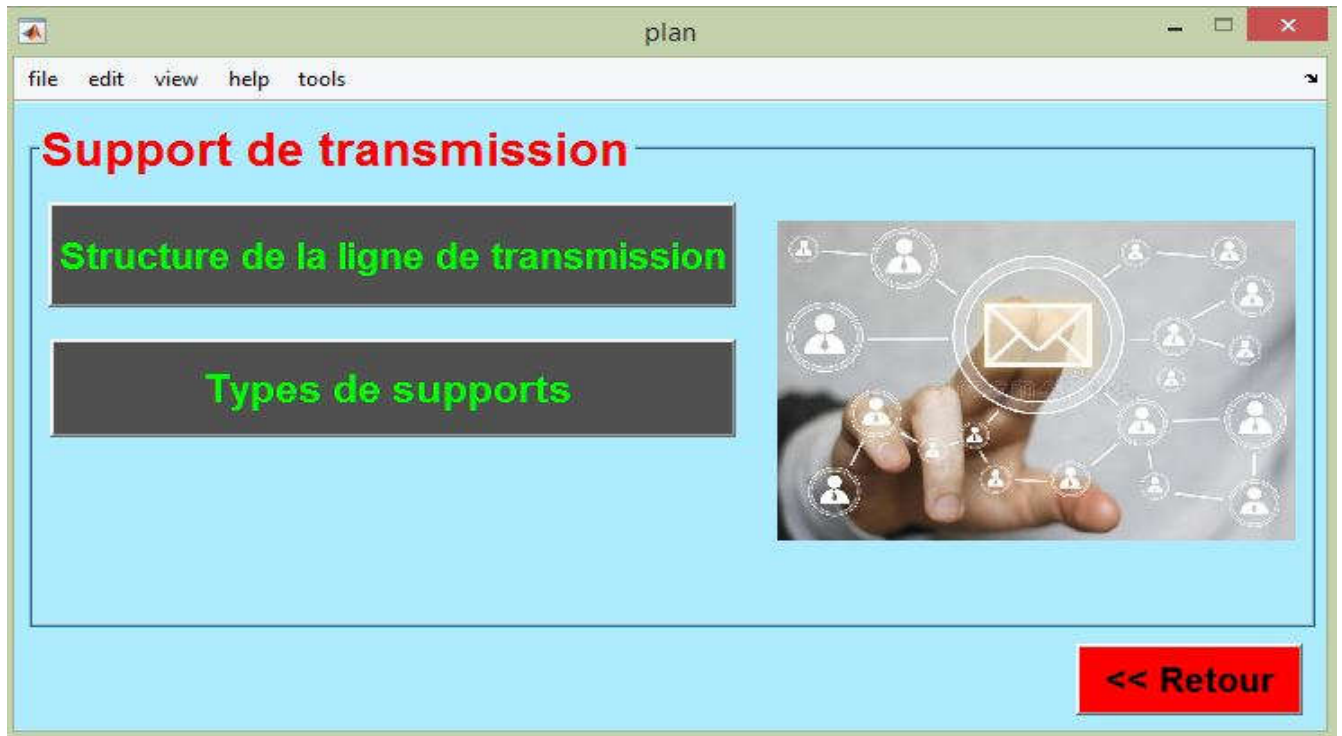 plan
file edit view help tools
Support de transmission
Structure de la ligne de transmission
Types de supports
<< Retour